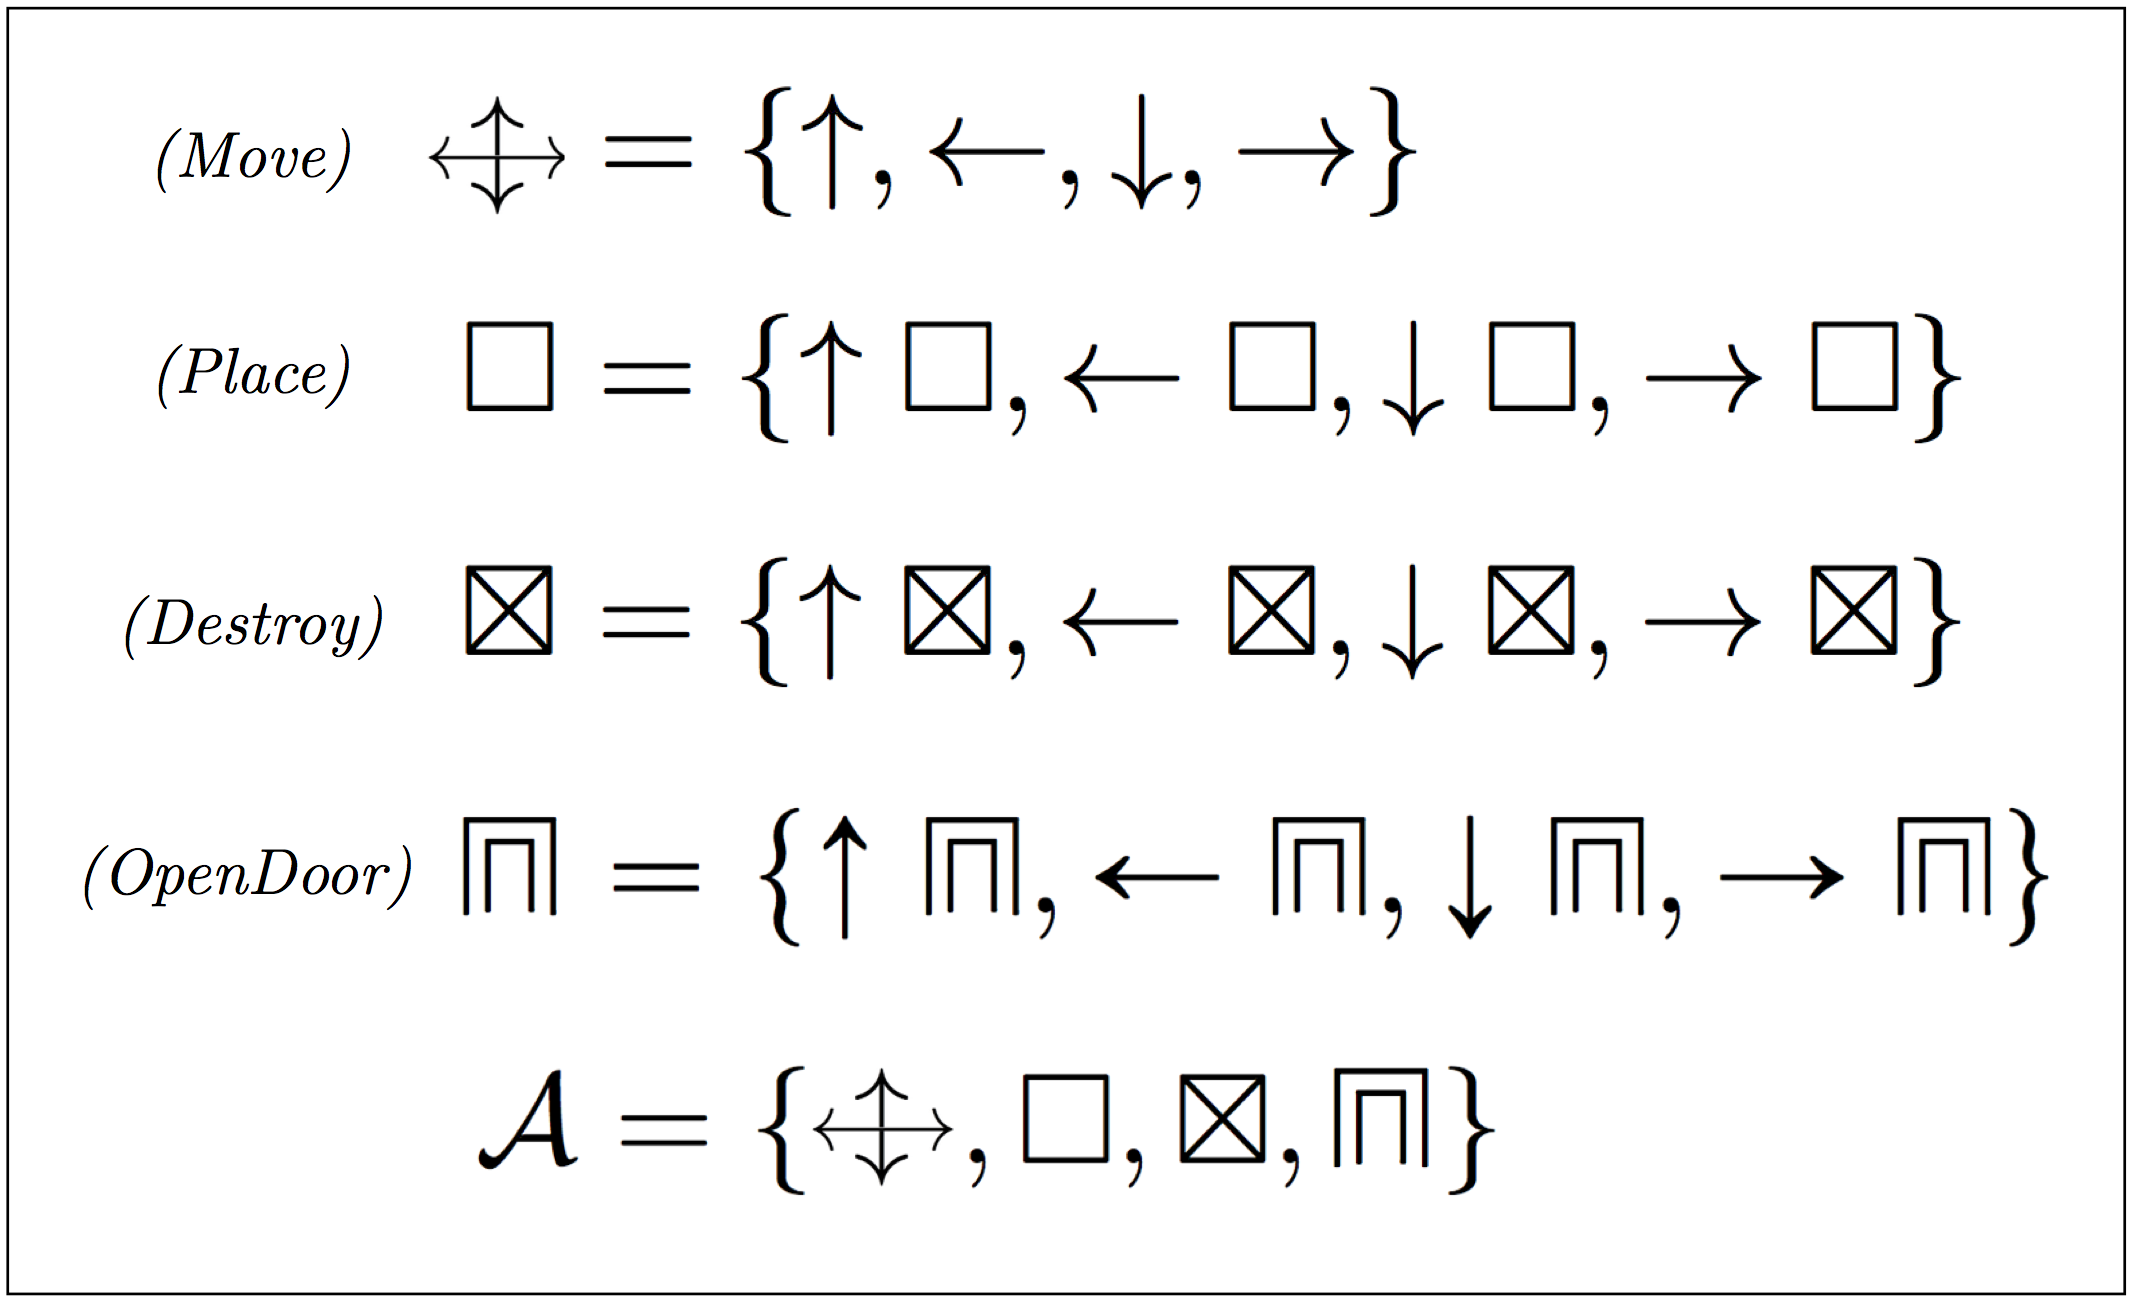 (Move) ⟷↕ = {↑, ←, ↓, →}
(Place) □ = {↑ □, ← □, ↓ □, → □}
(Destroy) ⊠ = {↑ ⊠, ← ⊠, ↓ ⊠, → ⊠}
(OpenDoor) ∏ = {↑ ∏, ← ∏, ↓ ∏, → ∏}
𝒜 = {⟷↕, □, ⊠, ∏}